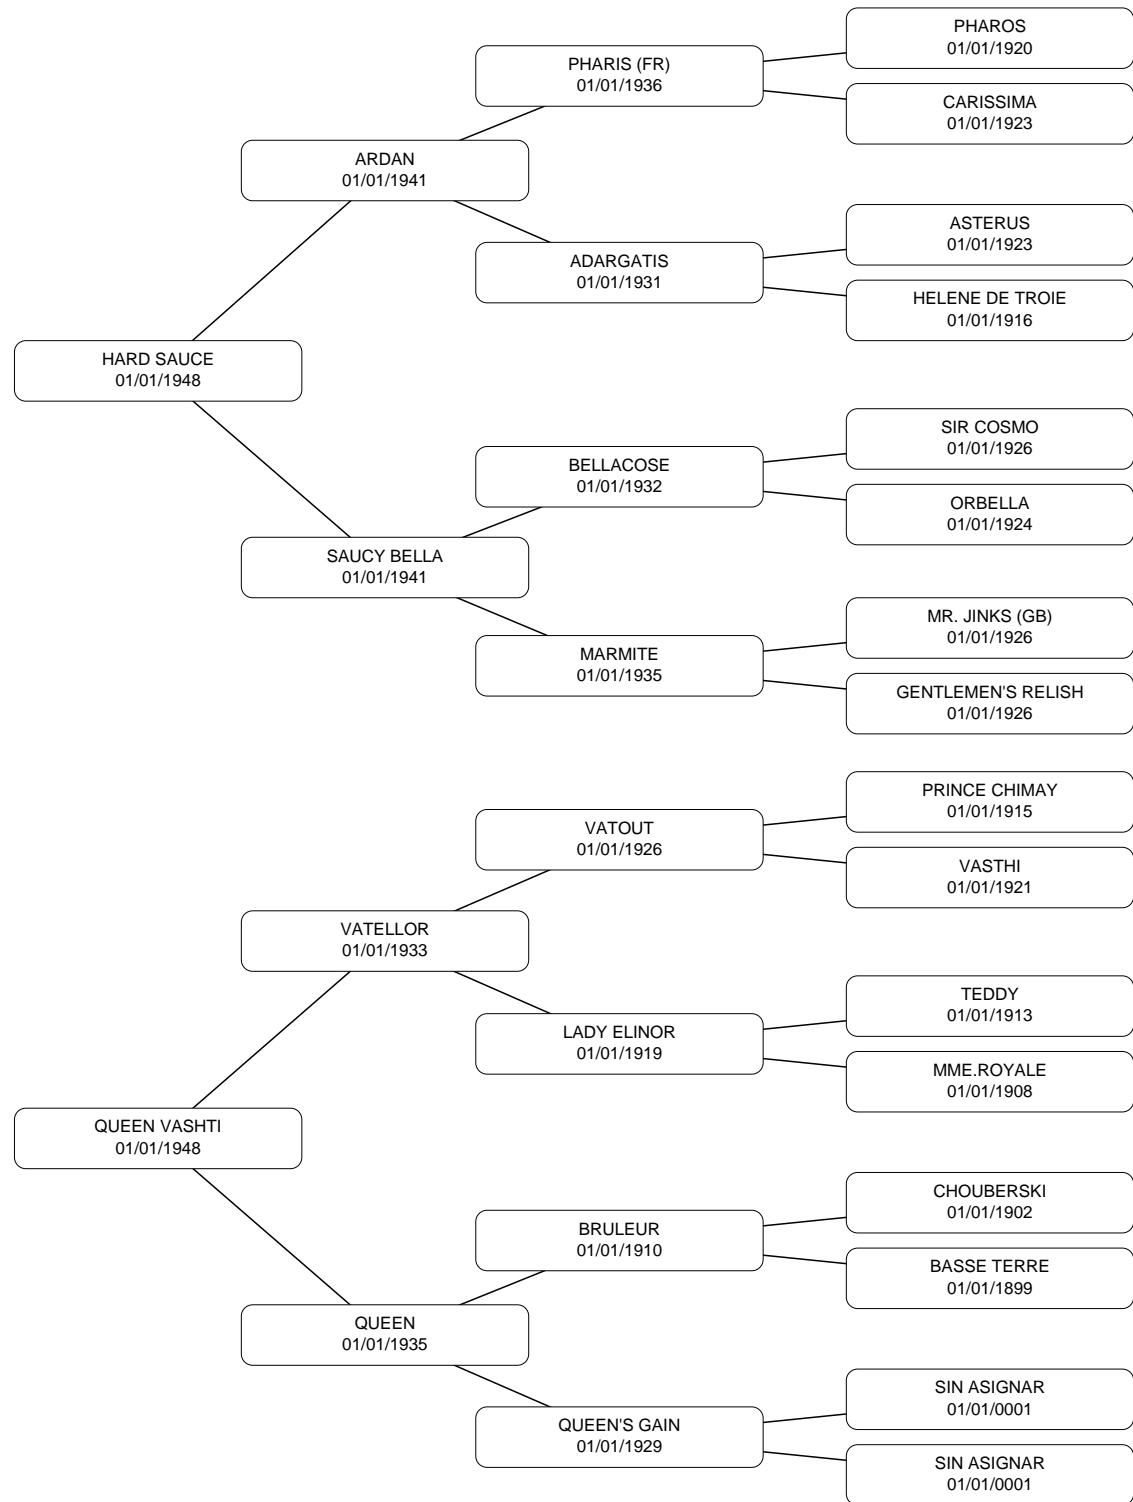 PHAROS
01/01/1920
PHARIS (FR)
01/01/1936
CARISSIMA
01/01/1923
ARDAN
01/01/1941
ASTERUS
01/01/1923
ADARGATIS
01/01/1931
HELENE DE TROIE
01/01/1916
HARD SAUCE
01/01/1948
SIR COSMO
01/01/1926
BELLACOSE
01/01/1932
ORBELLA
01/01/1924
SAUCY BELLA
01/01/1941
MR. JINKS (GB)
01/01/1926
MARMITE
01/01/1935
GENTLEMEN'S RELISH
01/01/1926
PRINCE CHIMAY
01/01/1915
VATOUT
01/01/1926
VASTHI
01/01/1921
VATELLOR
01/01/1933
TEDDY
01/01/1913
LADY ELINOR
01/01/1919
MME.ROYALE
01/01/1908
QUEEN VASHTI
01/01/1948
CHOUBERSKI
01/01/1902
BRULEUR
01/01/1910
BASSE TERRE
01/01/1899
QUEEN
01/01/1935
SIN ASIGNAR
01/01/0001
QUEEN'S GAIN
01/01/1929
SIN ASIGNAR
01/01/0001